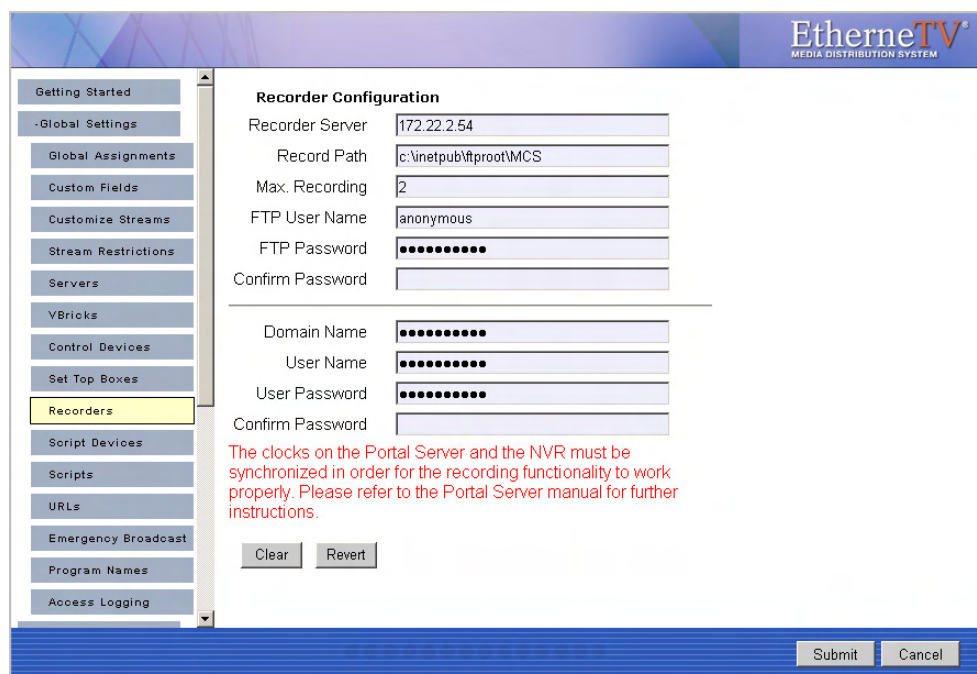 EtherneTV
MEDIA DISTRIBUTION SYSTEM
Getting Started
-Global Settings
Global Assignments
Custom Fields
Customize Streams
Stream Restrictions
Servers
VBricks
Control Devices
Set Top Boxes
Recorders
Script Devices
Scripts
URLs
Emergency Broadcast
Program Names
Access Logging
Recorder Configuration
Recorder Server 172.22.2.54
Record Path c:\inetpub\ftproot\MCS
Max. Recording 2
FTP User Name anonymous
FTP Password ●●●●●●●●●●
Confirm Password
Domain Name ●●●●●●●●●●
User Name ●●●●●●●●●●
User Password ●●●●●●●●●●
Confirm Password
The clocks on the Portal Server and the NVR must be
synchronized in order for the recording functionality to work
properly. Please refer to the Portal Server manual for further
instructions.
Clear Revert
Submit Cancel